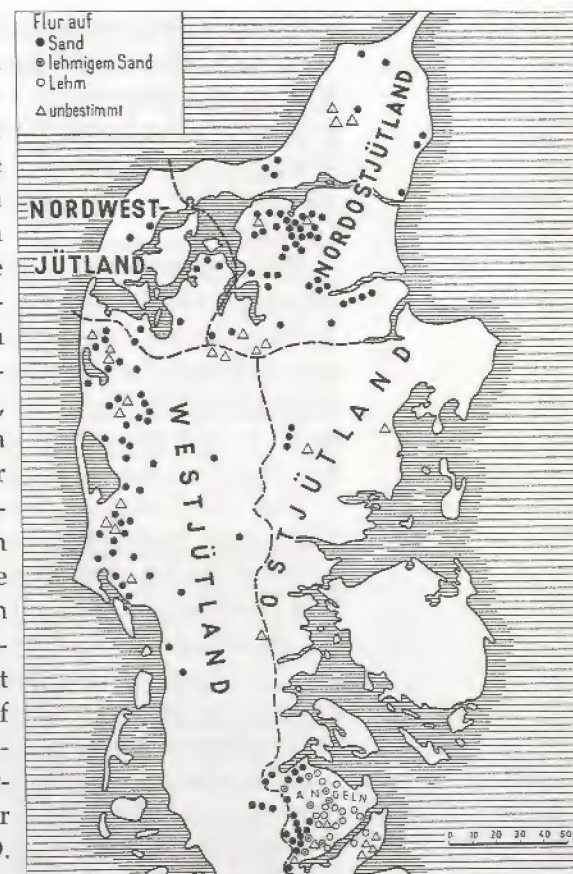 Flur auf
Sand
lehmigem Sand
Lehm
unbestimmt
NORDOSTJÜTLAND
NORDWEST-
JÜTLAND
WESTJÜTLAND
OSTJÜTLAND
ANGELN
0 10 20 30 40 50